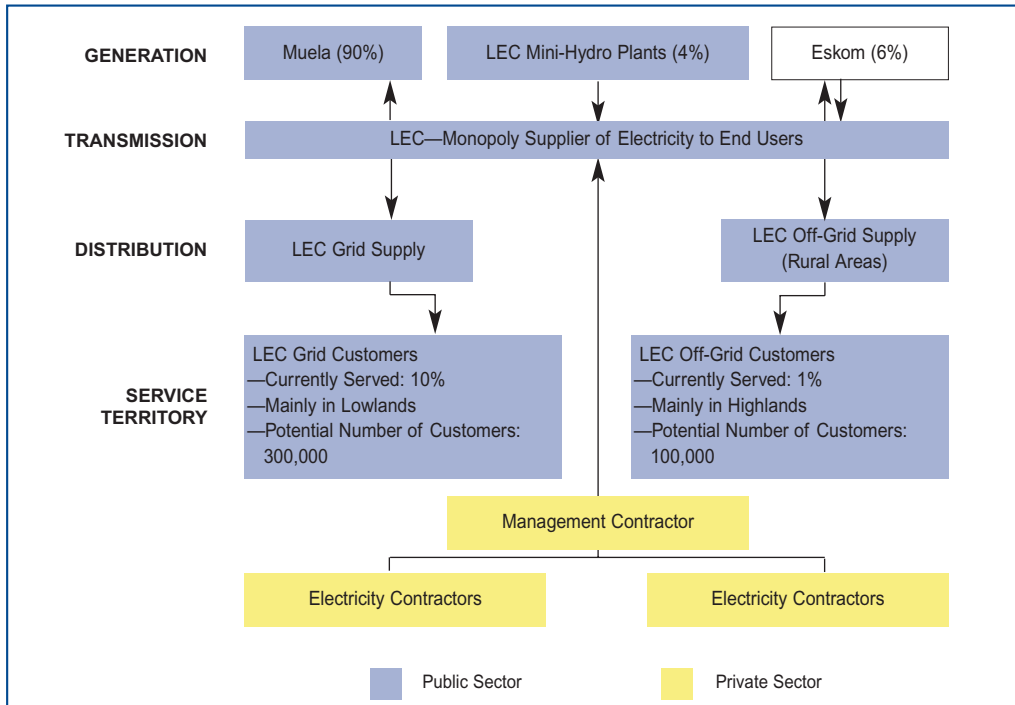 GENERATION
Muela (90%)
LEC Mini-Hydro Plants (4%)
Eskom (6%)
TRANSMISSION
LEC—Monopoly Supplier of Electricity to End Users
DISTRIBUTION
LEC Grid Supply
LEC Off-Grid Supply
(Rural Areas)
SERVICE
TERRITORY
LEC Grid Customers
—Currently Served: 10%
—Mainly in Lowlands
—Potential Number of Customers:
300,000
LEC Off-Grid Customers
—Currently Served: 1%
—Mainly in Highlands
—Potential Number of Customers:
100,000
Management Contractor
Electricity Contractors
Electricity Contractors
Public Sector
Private Sector